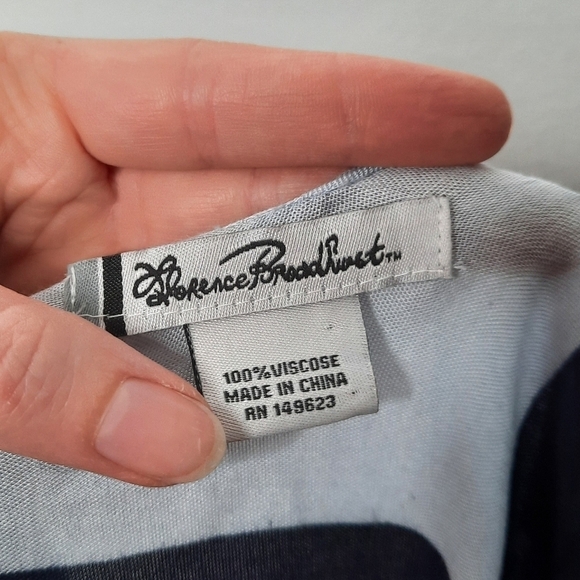 Florence Broadhurst™
100% VISCOSE
MADE IN CHINA
RN 149623